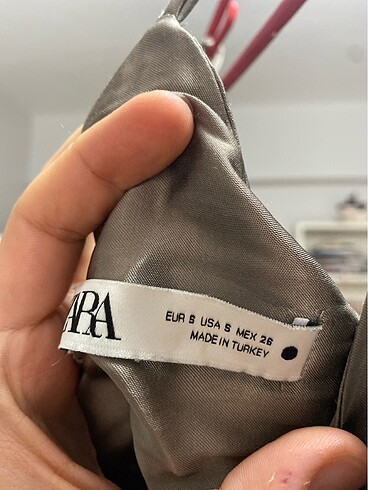 ZARA
EUR S USA S MEX 26
MADE IN TURKEY